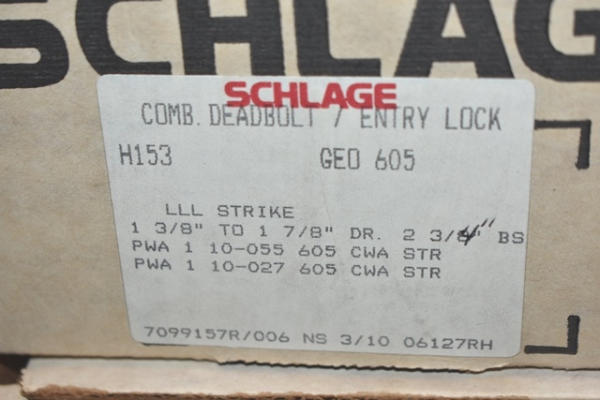 SCHLAGE
SCHLAGE
COMB. DEADBOLT / ENTRY LOCK
H153 GEO 605
LLL STRIKE
1 3/8" TO 1 7/8" DR. 2 3/4" BS
PWA 1 10-055 605 CWA STR
PWA 1 10-027 605 CWA STR
7099157R/006 NS 3/10 06127RH